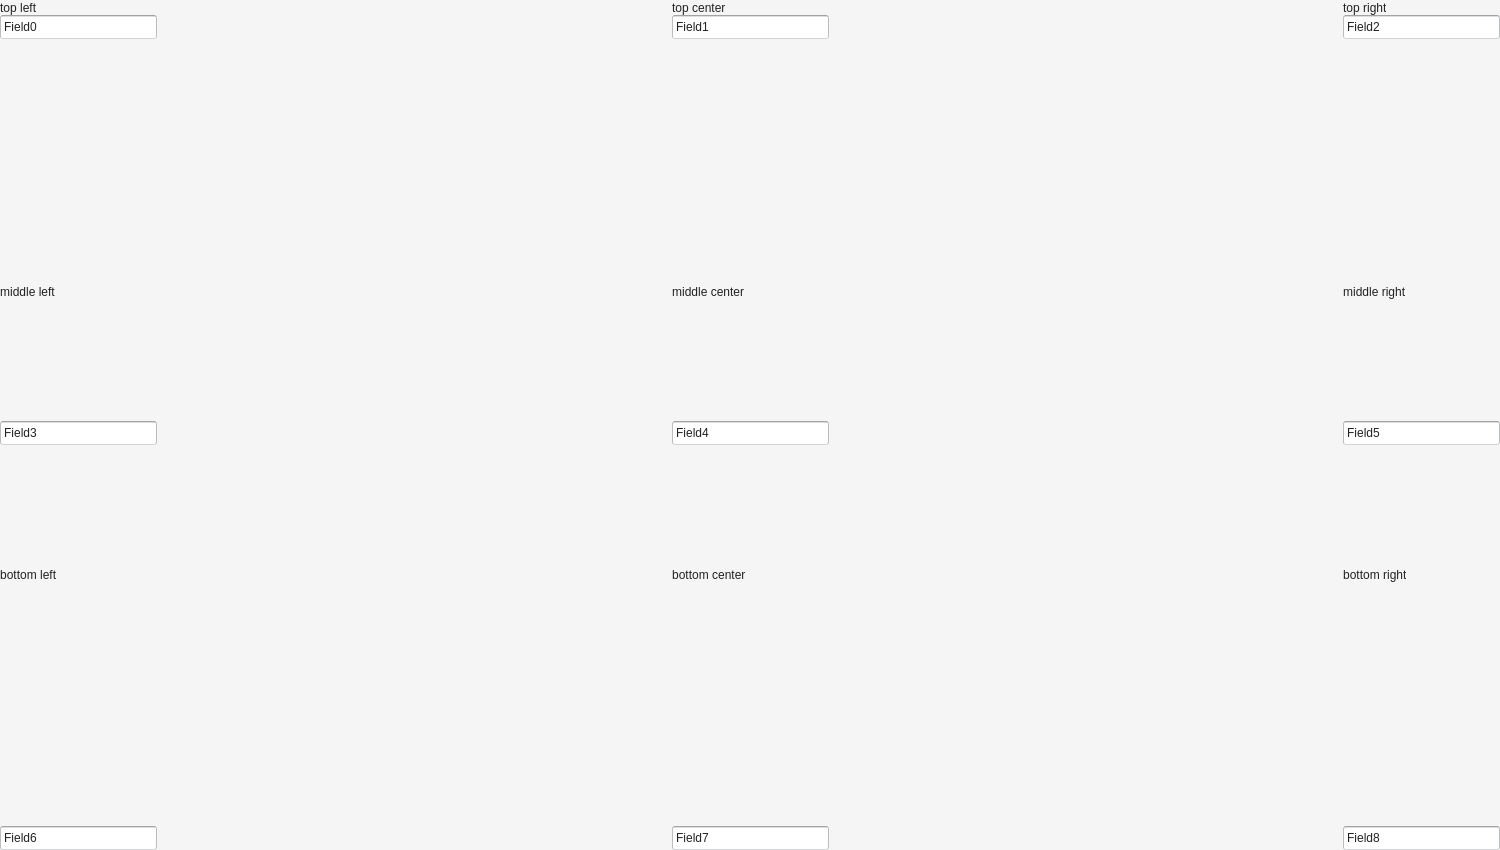 top left
top center
top right
Field0
Field1
Field2
middle left
middle center
middle right
Field3
Field4
Field5
bottom left
bottom center
bottom right
Field6
Field7
Field8